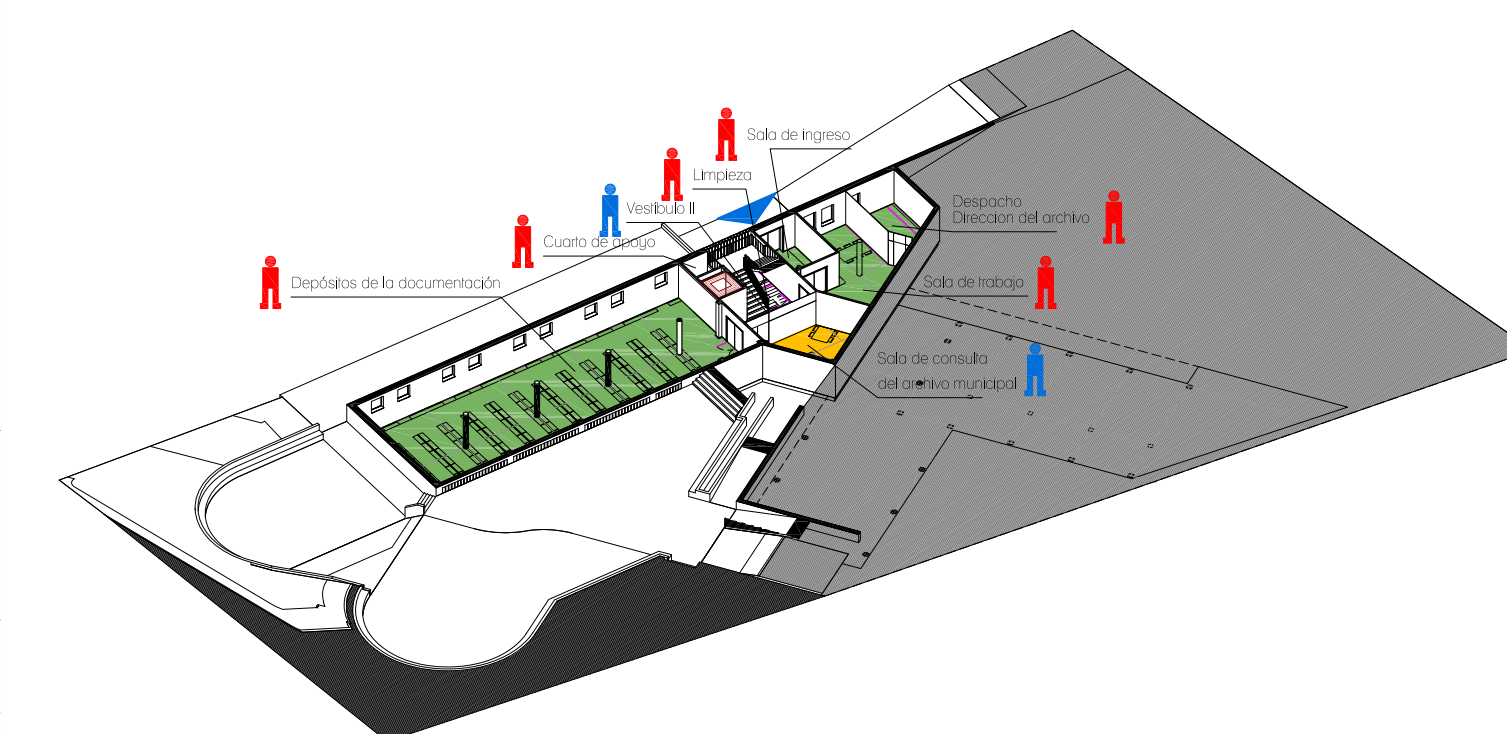 Sala de ingreso
Limpieza
Vestíbulo II
Cuarto de apoyo
Depósitos de la documentación
Despacho
Direccion del archivo
Sala de trabajo
Sala de consulta
del archivo municipal